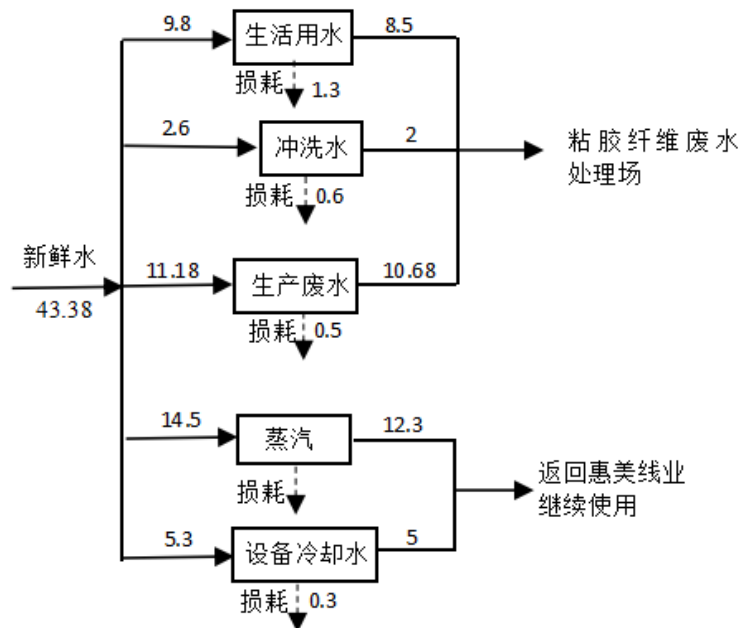 9.8
生活用水
8.5
损耗
1.3
2.6
冲洗水
2
粘胶纤维废水
处理场
损耗
0.6
新鲜水
43.38
11.18
生产废水
10.68
损耗
0.5
14.5
蒸汽
12.3
损耗
返回惠美线业
继续使用
5.3
设备冷却水
5
损耗
0.3